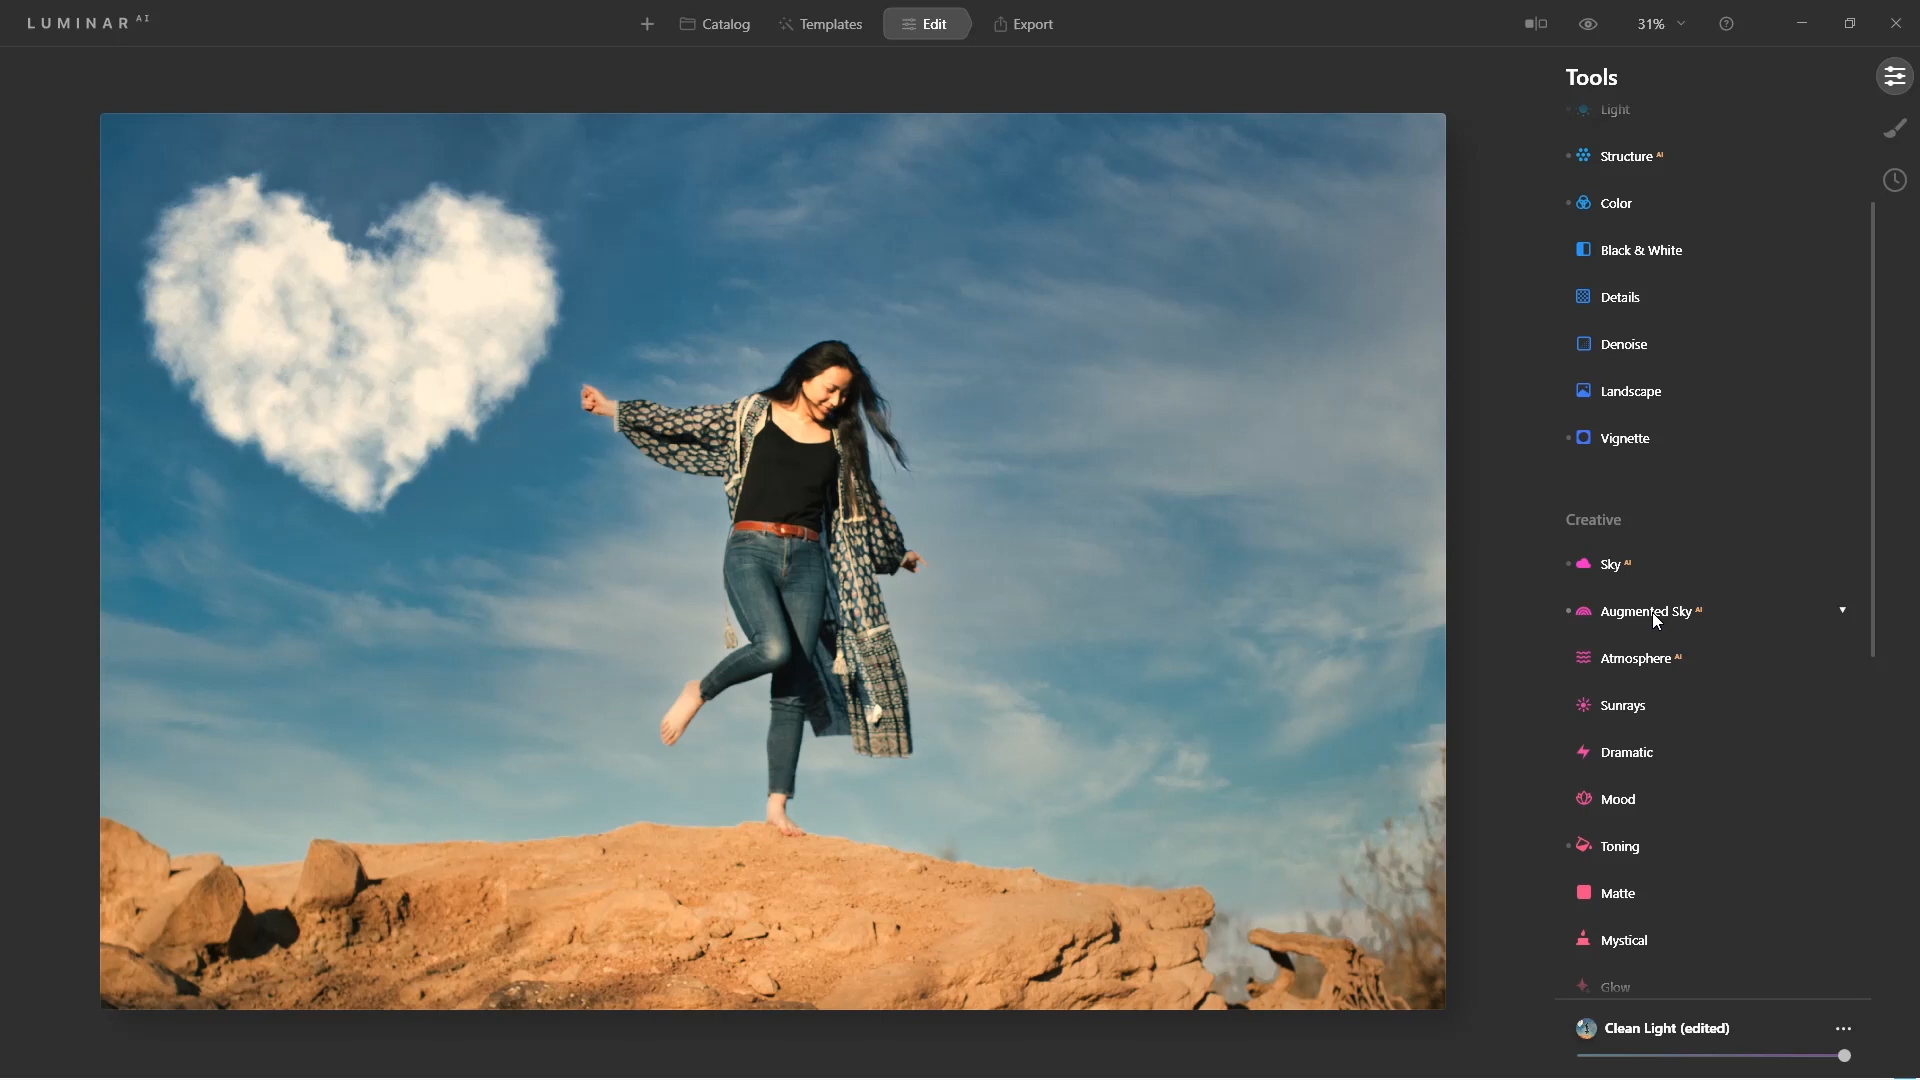 LUMINAR AI
Catalog
Templates
Edit
Export
31%
Tools
Light
Structure AI
Color
Black & White
Details
Denoise
Landscape
Vignette
Creative
Sky AI
Augmented Sky AI
Atmosphere AI
Sunrays
Dramatic
Mood
Toning
Matte
Mystical
Glow
Clean Light (edited)